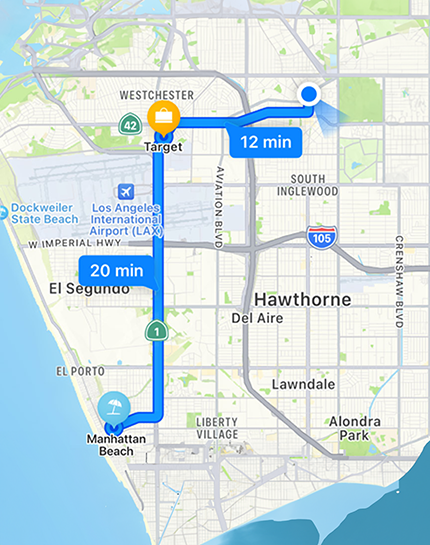 WESTCHESTER
42
Target
12 min
SOUTH
INGLEWOOD
AVIATION BLVD
Dockweiler
State Beach
Los Angeles
International
Airport (LAX)
W IMPERIAL HWY
105
CRENSHAW BLVD
20 min
El Segundo
Hawthorne
Del Aire
1
EL PORTO
Lawndale
Manhattan
Beach
LIBERTY
VILLAGE
Alondra
Park